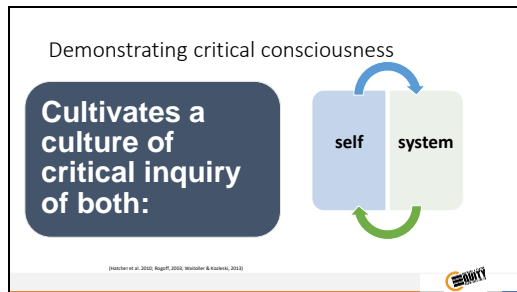 Demonstrating critical consciousness
Cultivates a
culture of
critical inquiry
of both:
self
system
(Hatcher et al. 2010; Rogoff, 2003; Waitoller & Kozleski, 2013)
EQUITY